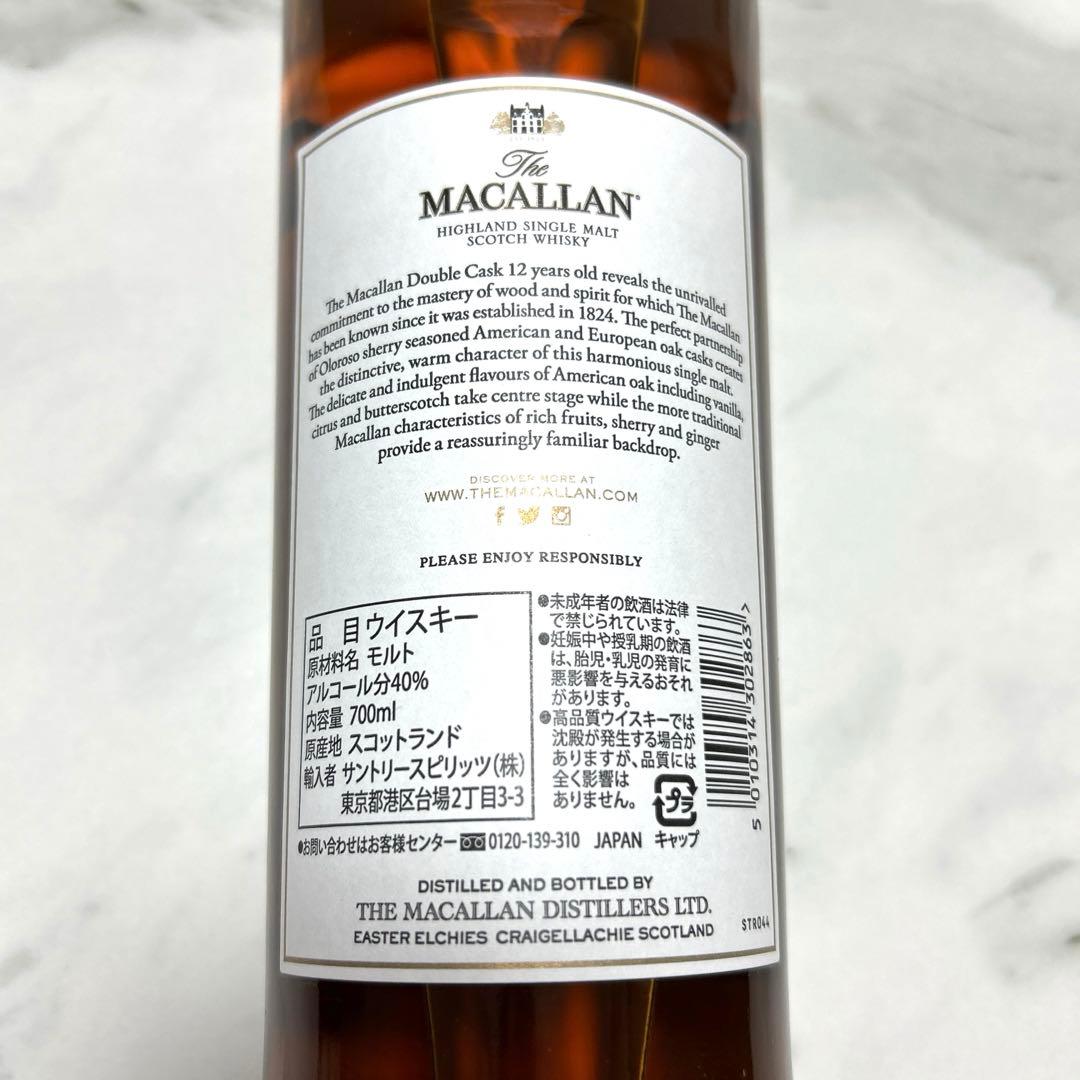 The
MACALLAN
HIGHLAND SINGLE MALT
SCOTCH WHISKY
The Macallan Double Cask 12 years old reveals the unrivalled
commitment to the mastery of wood and spirit for which The Macallan
has been known since it was established in 1824. The perfect partnership
of Oloroso sherry seasoned American and European oak casks creates
the distinctive, warm character of this harmonious single malt.
The delicate and indulgent flavours of American oak including vanilla,
citrus and butterscotch take centre stage while the more traditional
Macallan characteristics of rich fruits, sherry and ginger
provide a reassuringly familiar backdrop.
DISCOVER MORE AT
WWW.THEMACALLAN.COM
PLEASE ENJOY RESPONSIBLY
品 目 ウイスキー
原材料名 モルト
アルコール分40%
内容量 700ml
原産地 スコットランド
輸入者 サントリースピリッツ(株)
東京都港区台場2丁目3-3
●未成年者の飲酒は法律
で禁じられています。
●妊娠中や授乳期の飲酒
は、胎児・乳児の発育に
悪影響を与えるおそれ
があります。
●高品質ウイスキーでは
沈殿が発生する場合が
ありますが、品質には
全く影響は
ありません。
プラ
キャップ
5 010314 302863 >
●お問い合わせはお客様センター 0120-139-310 JAPAN
DISTILLED AND BOTTLED BY
THE MACALLAN DISTILLERS LTD.
EASTER ELCHIES CRAIGELLACHIE SCOTLAND
STR044